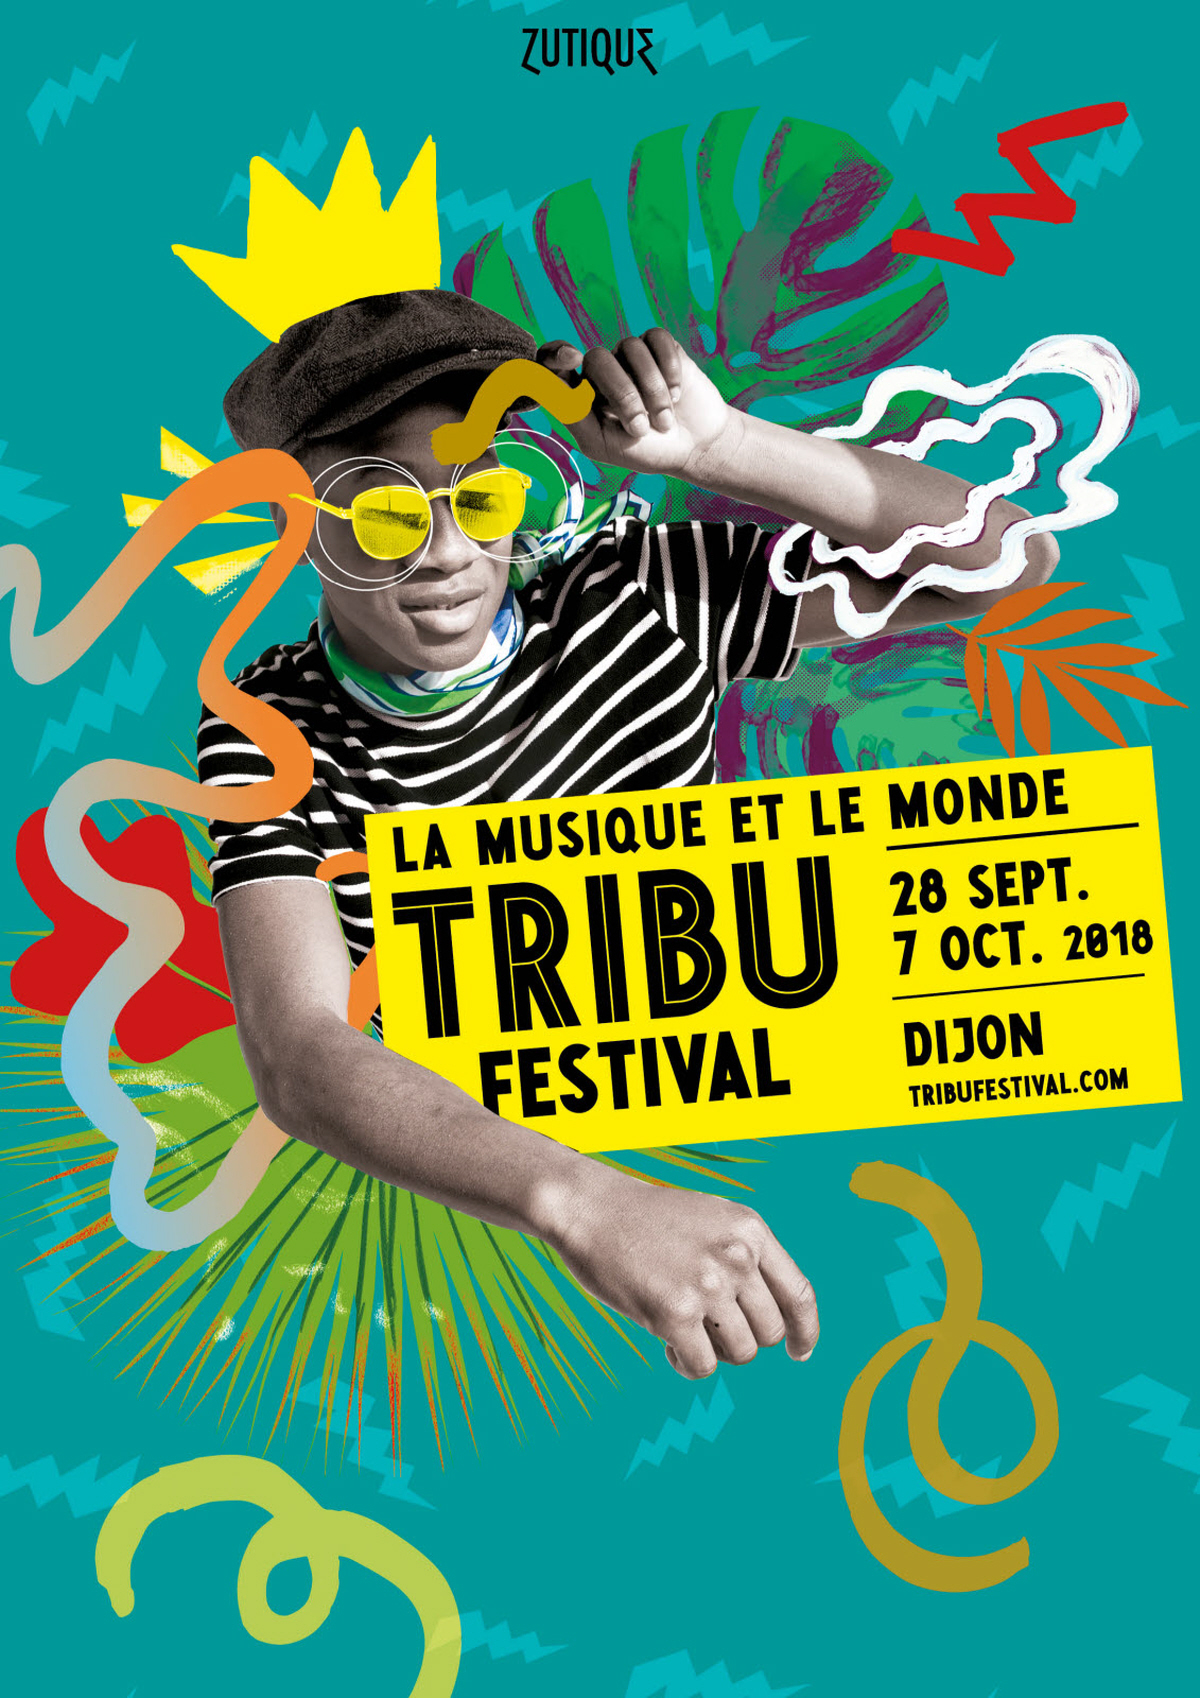 ZUTIQUE
LA MUSIQUE ET LE MONDE
TRIBU
FESTIVAL
28 SEPT.
7 OCT. 2018
DIJON
TRIBUFESTIVAL.COM